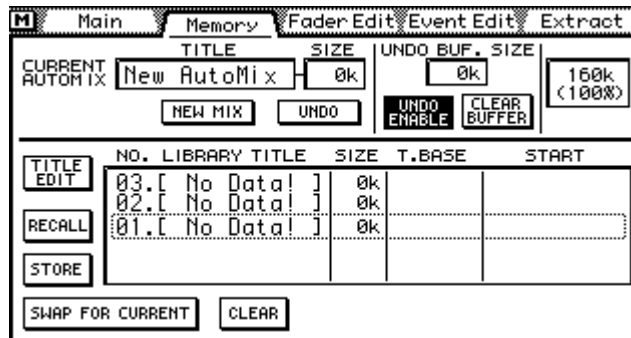 M Main Memory Fader Edit Event Edit Extract
TITLE SIZE UNDO BUF. SIZE
CURRENT AUTOMIX New AutoMix 0k 0k 160k (100%)
NEW MIX UNDO UNDO ENABLE CLEAR BUFFER
NO. LIBRARY TITLE SIZE T.BASE START
TITLE EDIT
03.[ No Data! ] 0k
02.[ No Data! ] 0k
RECALL 01.[ No Data! ] 0k
STORE
SWAP FOR CURRENT CLEAR